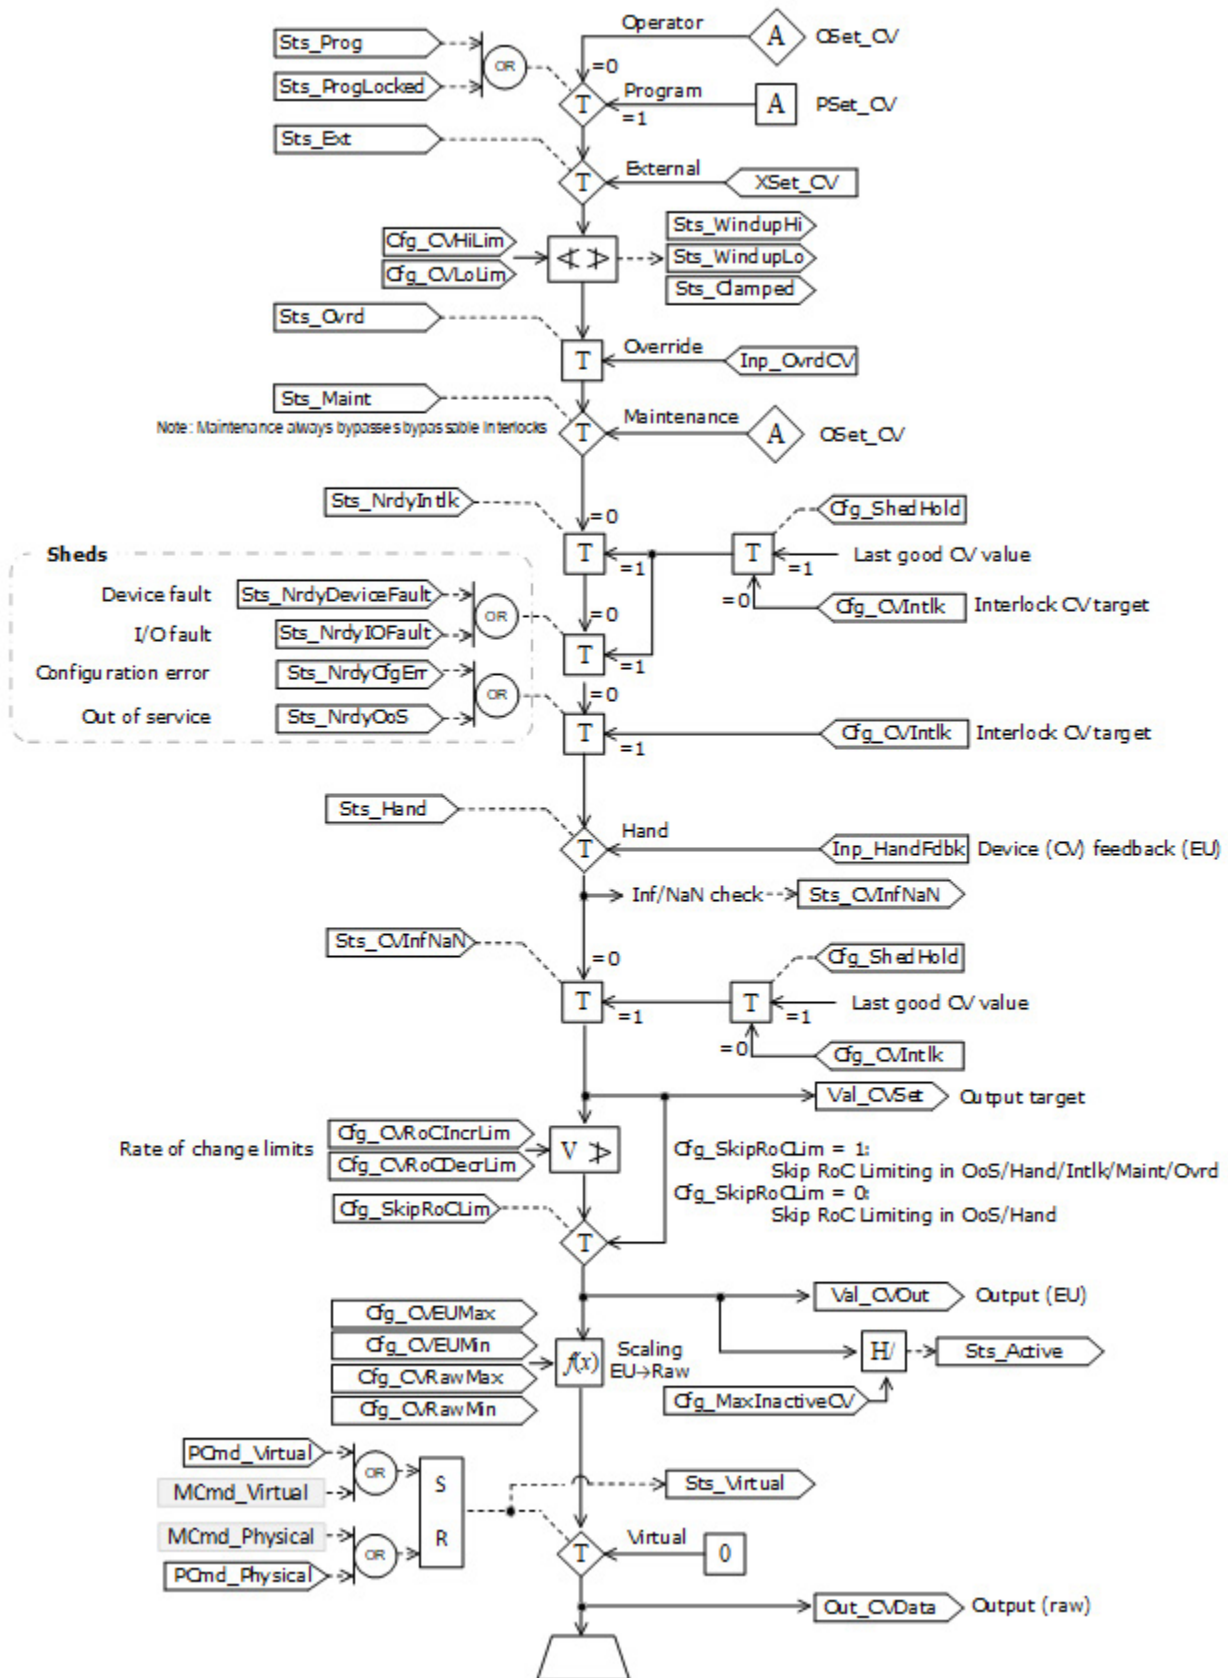 Operator
A
OSet_CV
Sts_Prog
OR
=0
Sts_ProgLocked
T
Program
=1
A
PSet_CV
Sts_Ext
T
External
XSet_CV
Cfg_CVHiLim
Cfg_CVLoLim
Sts_WindupHi
Sts_WindupLo
Sts_Clamped
Sts_Ovrd
T
Override
Inp_OvrdCV
Sts_Maint
Note: Maintenance always bypasses bypassable Interlocks
T
Maintenance
A
OSet_CV
Sts_NrdyIntlk
=0
T
=1
Cfg_ShedHold
T
=1
Last good CV value
=0
Cfg_CVIntlk
Interlock CV target
Sheds
Device fault
Sts_NrdyDeviceFault
OR
I/O fault
Sts_NrdyIOFault
=0
T
=1
Configuration error
Sts_NrdyCfgErr
OR
Out of service
Sts_NrdyOoS
=0
T
=1
Cfg_CVIntlk
Interlock CV target
Sts_Hand
T
Hand
Inp_HandFdbk
Device (CV) feedback (EU)
Inf/NaN check
Sts_CVInfNaN
Sts_CVInfNaN
=0
T
=1
Cfg_ShedHold
T
=1
Last good CV value
=0
Cfg_CVIntlk
Val_CVSet
Output target
Rate of change limits
Cfg_CVRoCIncrLim
Cfg_CVRoCDecrLim
V
Cfg_SkipRoCLim = 1:
Skip RoC Limiting in OoS/Hand/Intlk/Maint/Ovrd
Cfg_SkipRoCLim = 0:
Skip RoC Limiting in OoS/Hand
Cfg_SkipRoCLim
T
Val_CVOut
Output (EU)
Cfg_CVEUMax
Cfg_CVEUMin
Cfg_CVRawMax
Cfg_CVRawMin
f(x)
Scaling
EU→Raw
H/
Sts_Active
Cfg_MaxInactiveCV
PCmd_Virtual
MCmd_Virtual
OR
S
R
Sts_Virtual
MCmd_Physical
PCmd_Physical
OR
T
Virtual
0
Out_CVData
Output (raw)